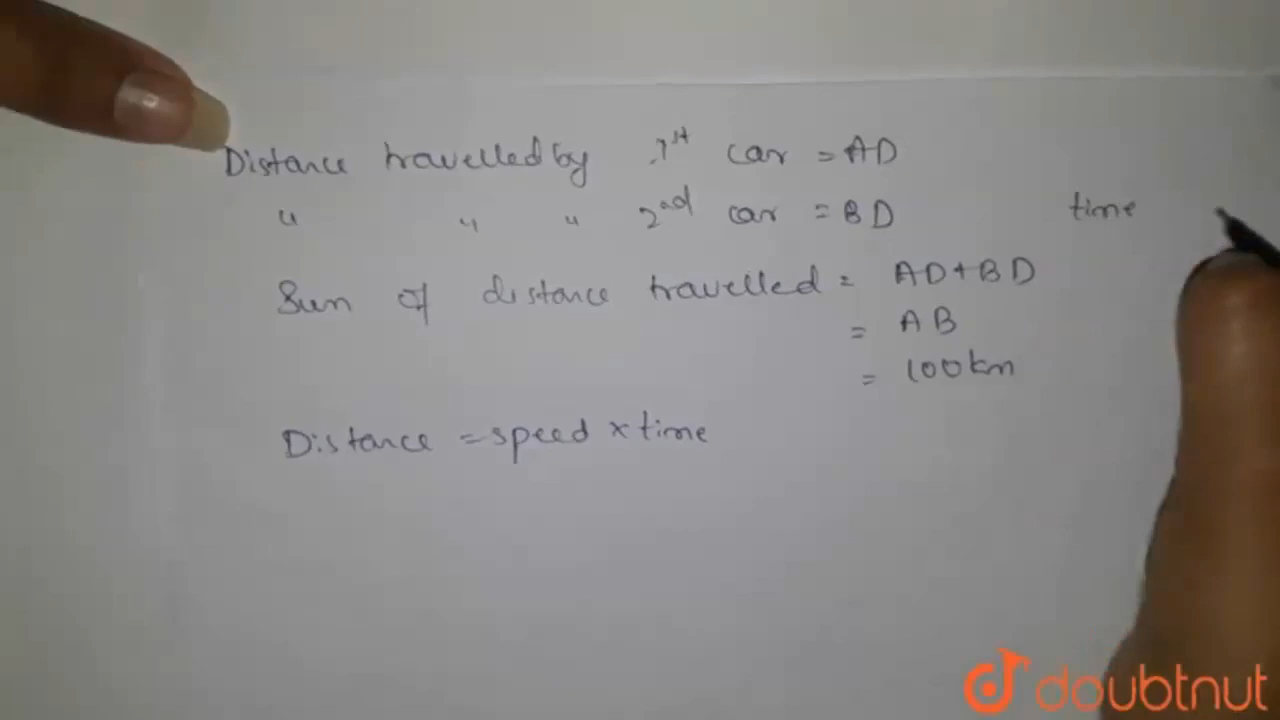 Distance travelled by 1st car = AD
" " " 2nd car = BD
time
Sum of distance travelled = AD+BD
= AB
= 100km
Distance = speed × time
doubtnut